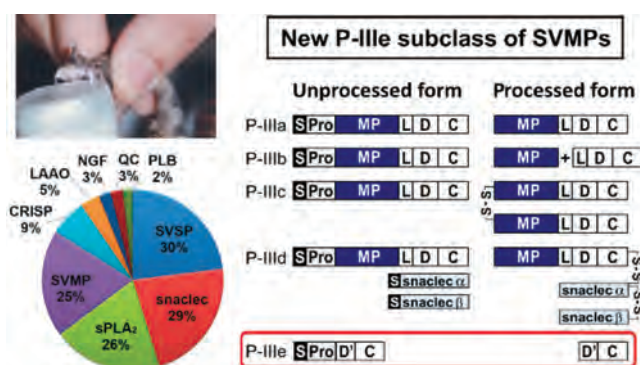 New P-IIIe subclass of SVMPs
Unprocessed form
Processed form
P-IIIa S Pro MP L D C
MP L D C
P-IIIb S Pro MP L D C
MP + L D C
P-IIIc S Pro MP L D C
MP L D C
S-S
MP L D C
P-IIId S Pro MP L D C
MP L D C
S snaclec α
S snaclec β
S-S
snaclec α
S-S
snaclec β
P-IIIe S Pro D' C
D' C
NGF 3%
QC 3%
PLB 2%
LAAO 5%
CRISP 9%
SVMP 25%
sPLA₂ 26%
snaclec 29%
SVSP 30%